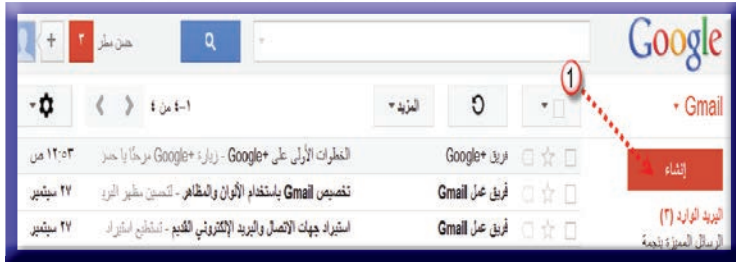 Google
حسن مطر ٣ +
1
Gmail
المزيد
١-٤ من ٤
إنشاء
فريق Google+ الخطوات الأولى على Google+ - زيارة Google+ مرحبًا يا حسن ١٢:٥٣ ص
فريق عمل Gmail تخصيص Gmail باستخدام الألوان والمظاهر - لتحسين مظهر البريد ٢٧ سبتمبر
فريق عمل Gmail استيراد جهات الاتصال والبريد الإلكتروني القديم - تستطيع استيراد ٢٧ سبتمبر
البريد الوارد (٣)
الرسائل المميزة بنجمة